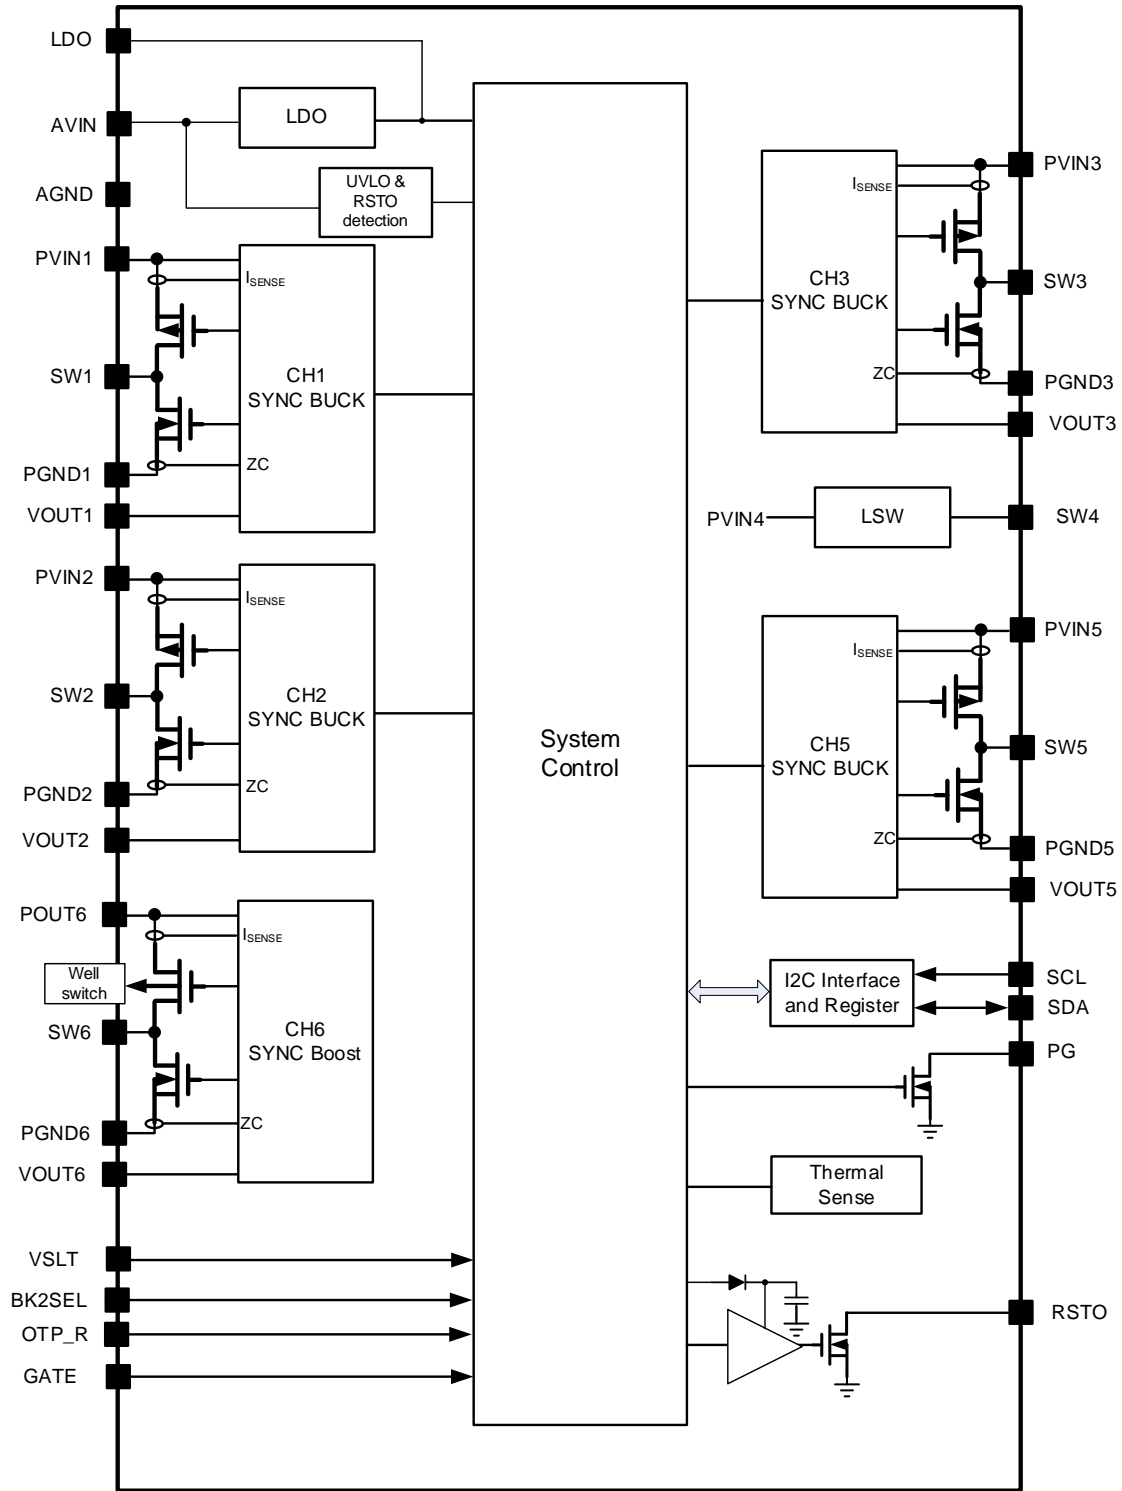 LDO
AVIN
AGND
PVIN1
SW1
PGND1
VOUT1
PVIN2
SW2
PGND2
VOUT2
POUT6
Well
switch
SW6
PGND6
VOUT6
VSLT
BK2SEL
OTP_R
GATE
LDO
UVLO &
RSTO
detection
ISENSE
CH1
SYNC BUCK
ZC
ISENSE
CH2
SYNC BUCK
ZC
ISENSE
CH6
SYNC Boost
ZC
System
Control
ISENSE
CH3
SYNC BUCK
ZC
PVIN4
LSW
ISENSE
CH5
SYNC BUCK
ZC
I2C Interface
and Register
Thermal
Sense
PVIN3
SW3
PGND3
VOUT3
SW4
PVIN5
SW5
PGND5
VOUT5
SCL
SDA
PG
RSTO